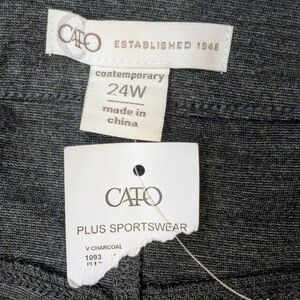 CATO
ESTABLISHED 1946
contemporary
24W
made in
china
CATO
PLUS SPORTSWEAR
V CHARCOAL
1093